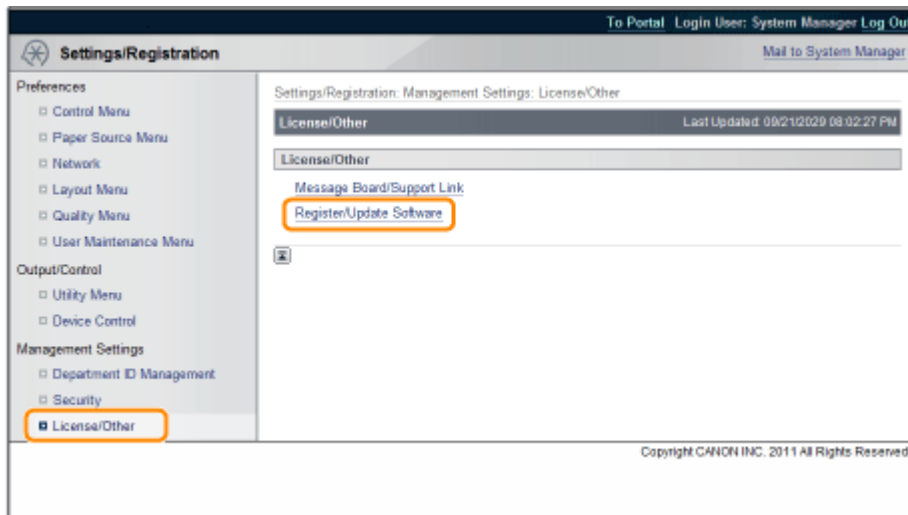 To Portal Login User: System Manager Log Ou
Settings/Registration
Mail to System Manager
Preferences
Control Menu
Paper Source Menu
Network
Layout Menu
Quality Menu
User Maintenance Menu
Output/Control
Utility Menu
Device Control
Management Settings
Department ID Management
Security
License/Other
Settings/Registration: Management Settings: License/Other
License/Other Last Updated: 09/21/2029 08:02:27 PM
License/Other
Message Board/Support Link
Register/Update Software
Copyright CANON INC. 2011 All Rights Reserved